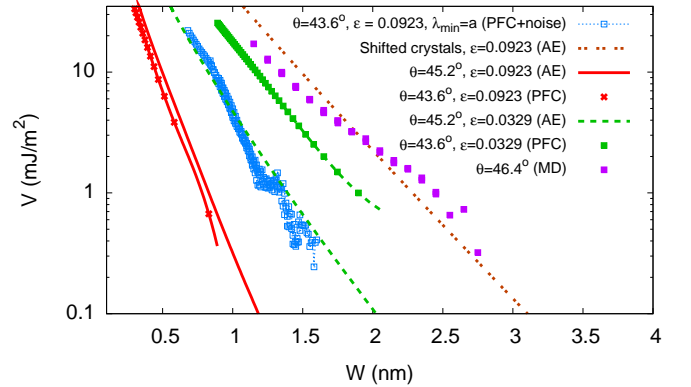 θ=43.6°, ε = 0.0923, λmin=a (PFC+noise)
Shifted crystals, ε=0.0923 (AE)
θ=45.2°, ε=0.0923 (AE)
θ=43.6°, ε=0.0923 (PFC)
θ=45.2°, ε=0.0329 (AE)
θ=43.6°, ε=0.0329 (PFC)
θ=46.4° (MD)
V (mJ/m²)
10
1
0.1
0.5 1 1.5 2 2.5 3 3.5 4
W (nm)